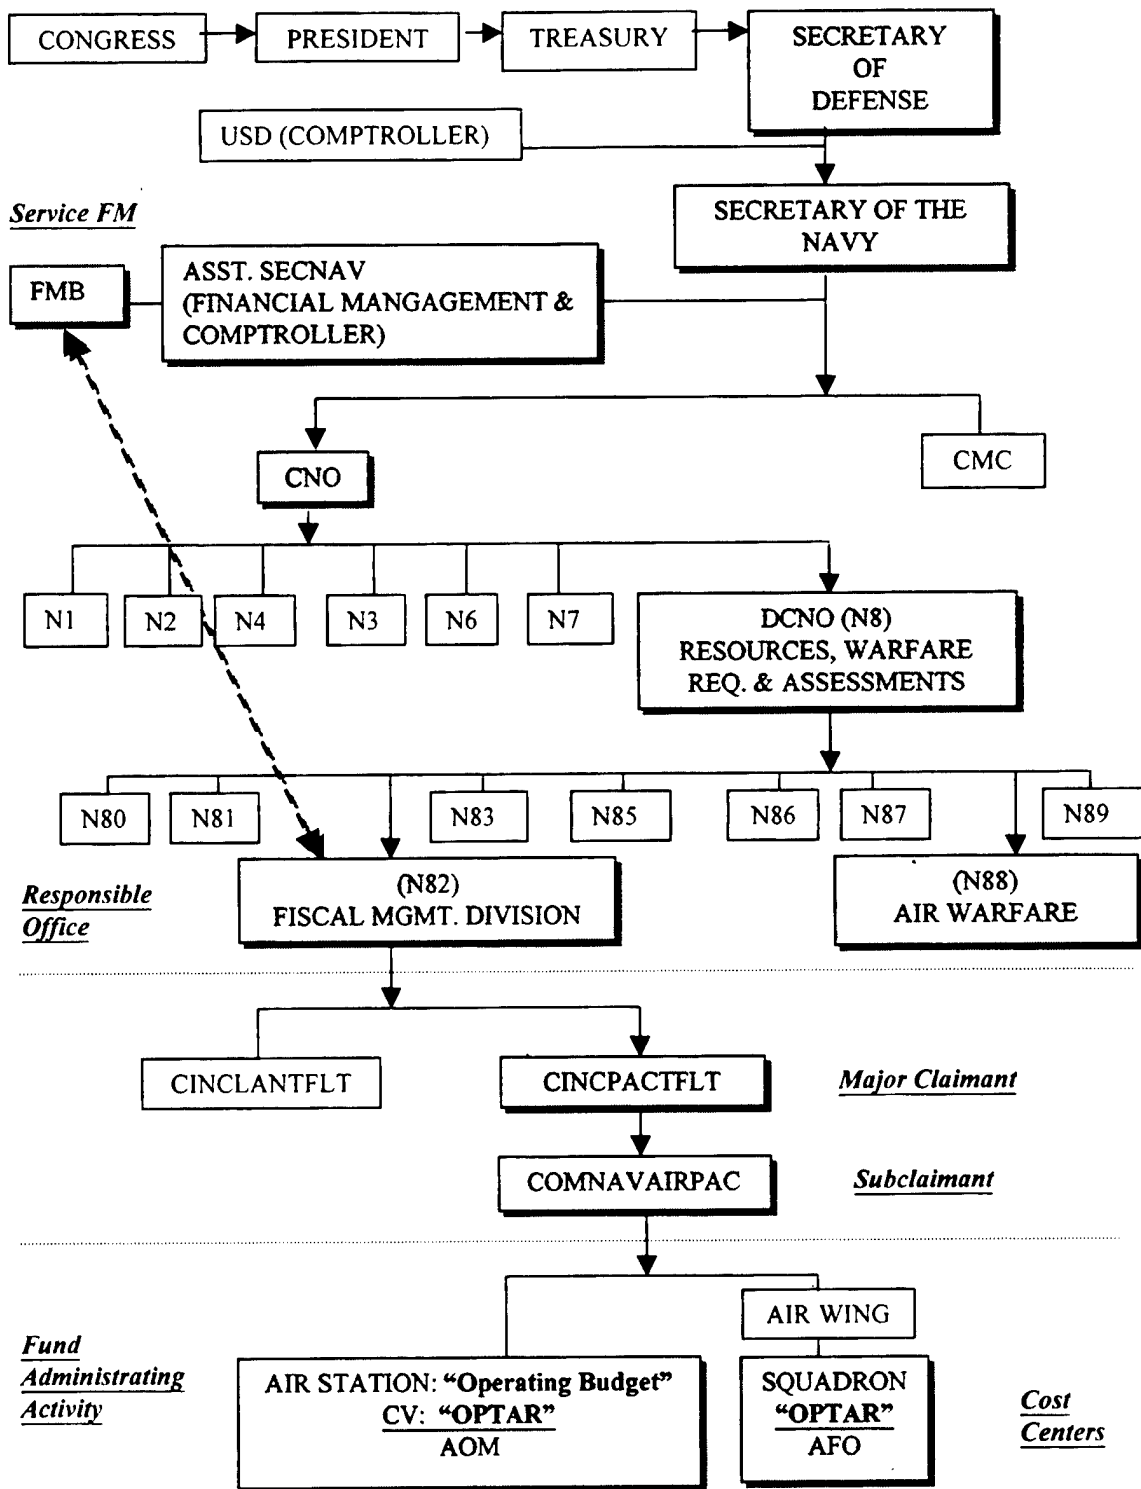 CONGRESS
PRESIDENT
TREASURY
SECRETARY
OF
DEFENSE
USD (COMPTROLLER)
SECRETARY OF THE
NAVY
Service FM
FMB
ASST. SECNAV
(FINANCIAL MANGAGEMENT &
COMPTROLLER)
CNO
CMC
N1
N2
N4
N3
N6
N7
DCNO (N8)
RESOURCES, WARFARE
REQ. & ASSESSMENTS
N80
N81
N83
N85
N86
N87
N89
Responsible
Office
(N82)
FISCAL MGMT. DIVISION
(N88)
AIR WARFARE
CINCLANTFLT
CINCPACTFLT
Major Claimant
COMNAVAIRPAC
Subclaimant
AIR WING
Fund
Administrating
Activity
AIR STATION: “Operating Budget”
CV: “OPTAR”
AOM
SQUADRON
“OPTAR”
AFO
Cost
Centers